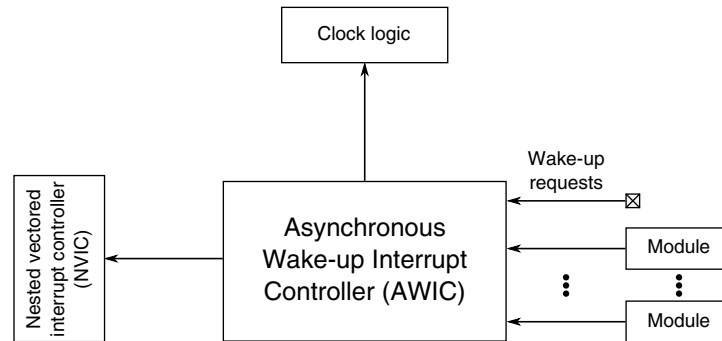 Clock logic
Wake-up
requests
Nested vectored
interrupt controller
(NVIC)
Asynchronous
Wake-up Interrupt
Controller (AWIC)
Module
Module